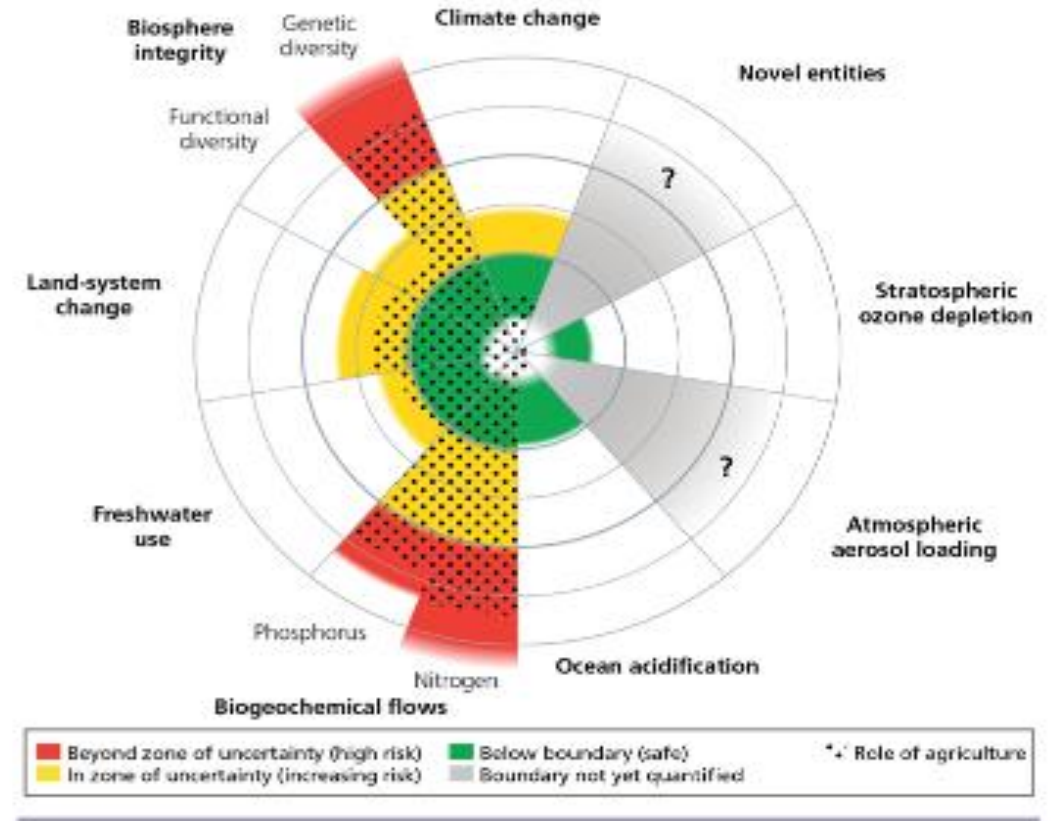 Climate change
Biosphere
integrity
Genetic
diversity
Novel entities
Functional
diversity
?
Land-system
change
Stratospheric
ozone depletion
?
Freshwater
use
Atmospheric
aerosol loading
Phosphorus
Ocean acidification
Nitrogen
Biogeochemical flows
Beyond zone of uncertainty (high risk)
Below boundary (safe)
Role of agriculture
In zone of uncertainty (increasing risk)
Boundary not yet quantified